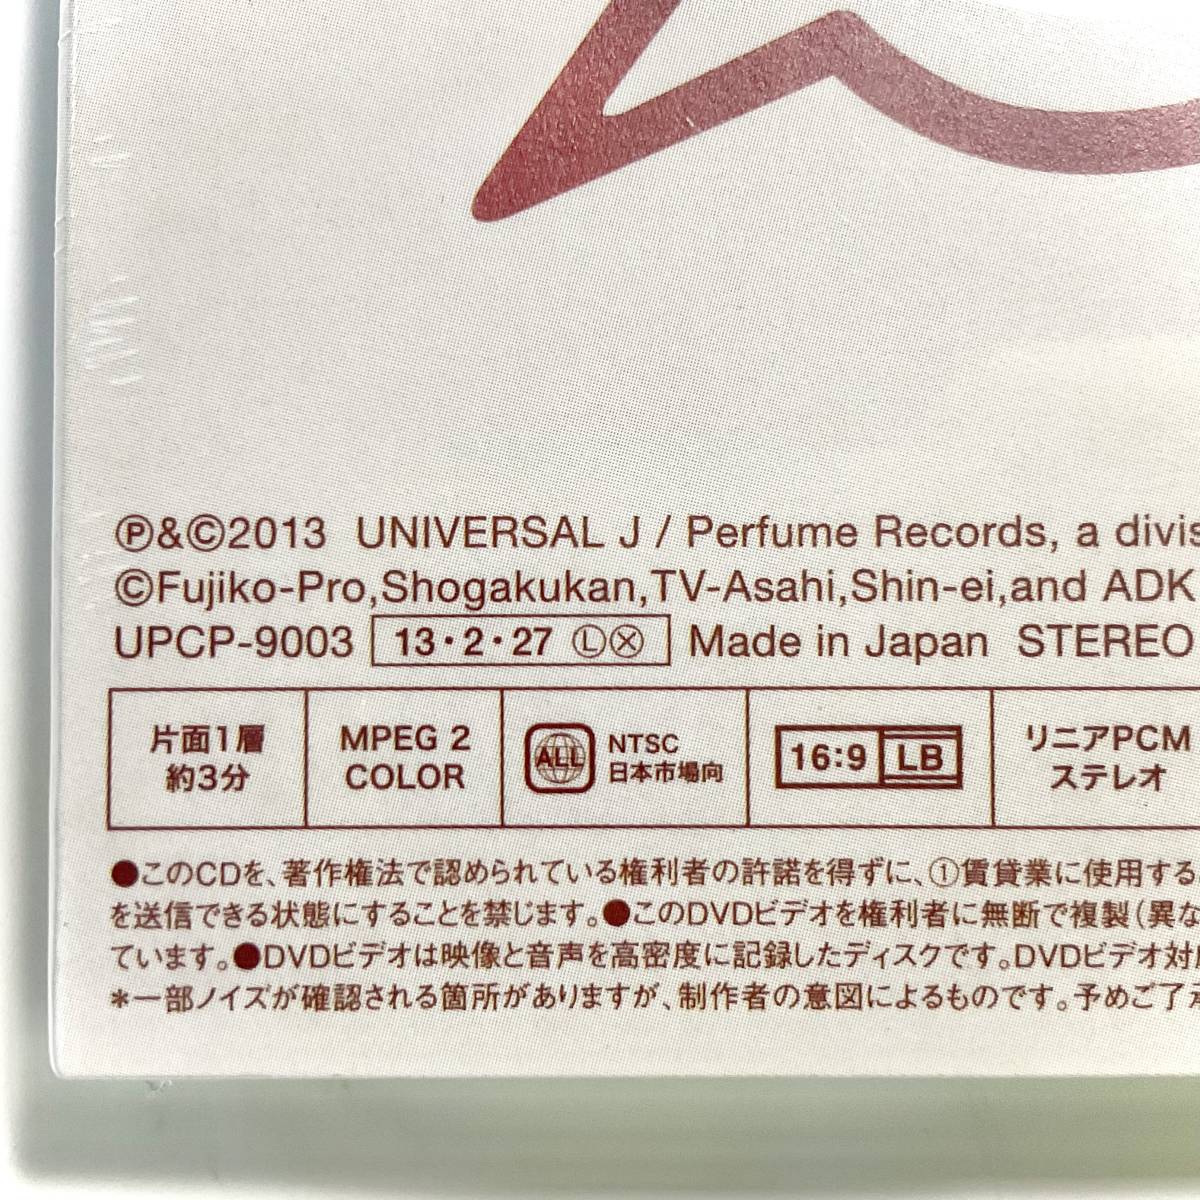 Ⓟ&©2013 UNIVERSAL J / Perfume Records, a divis
©Fujiko-Pro,Shogakukan,TV-Asahi,Shin-ei,and ADK
UPCP-9003 13・2・27 ⓁⓍ Made in Japan STEREO
片面1層
約3分
MPEG 2
COLOR
ALL
NTSC
日本市場向
16:9 LB
リニアPCM
ステレオ
●このCDを、著作権法で認められている権利者の許諾を得ずに、①賃貸業に使用する
を送信できる状態にすることを禁じます。●このDVDビデオを権利者に無断で複製(異な
ています。●DVDビデオは映像と音声を高密度に記録したディスクです。DVDビデオ対応
*一部ノイズが確認される箇所がありますが、制作者の意図によるものです。予めご了承